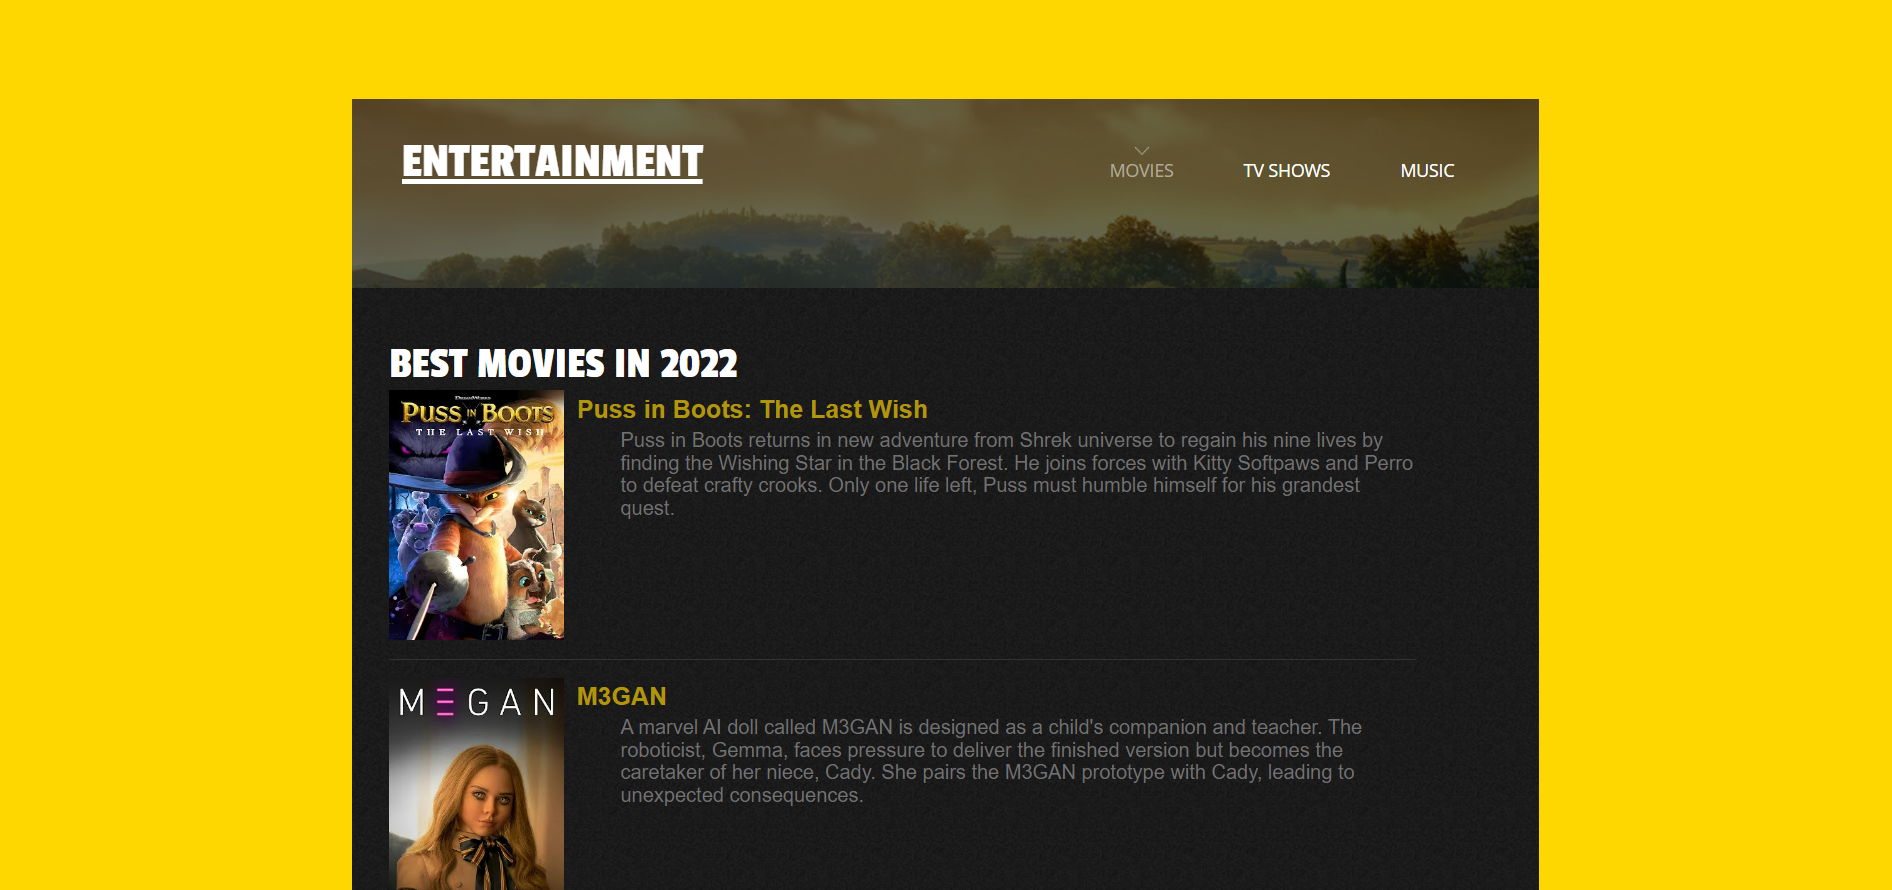 ENTERTAINMENT
MOVIES
TV SHOWS
MUSIC
BEST MOVIES IN 2022
DREAMWORKS
PUSS IN BOOTS
THE LAST WISH
Puss in Boots: The Last Wish
Puss in Boots returns in new adventure from Shrek universe to regain his nine lives by
finding the Wishing Star in the Black Forest. He joins forces with Kitty Softpaws and Perro
to defeat crafty crooks. Only one life left, Puss must humble himself for his grandest
quest.
M Ξ G A N
M3GAN
A marvel AI doll called M3GAN is designed as a child's companion and teacher. The
roboticist, Gemma, faces pressure to deliver the finished version but becomes the
caretaker of her niece, Cady. She pairs the M3GAN prototype with Cady, leading to
unexpected consequences.